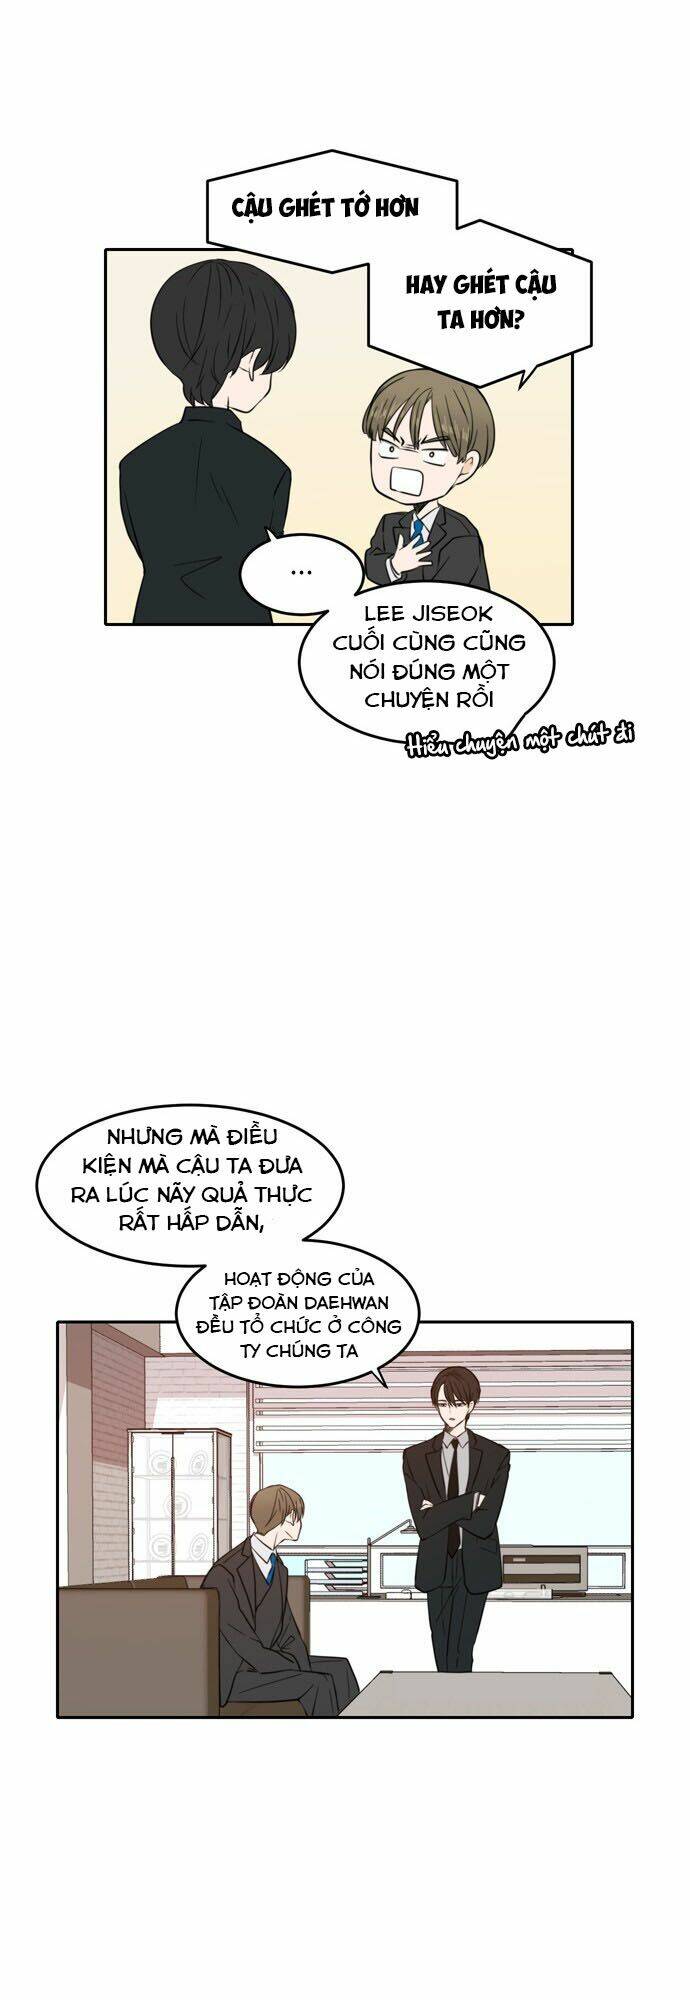 CẬU GHÉT TỚ HƠN
HAY GHÉT CẬU
TA HƠN?
...
LEE JISEOK
CUỐI CÙNG CŨNG
NÓI ĐÚNG MỘT
CHUYỆN RỒI
Hiểu chuyện một chút đi
NHƯNG MÀ ĐIỀU
KIỆN MÀ CẬU TA ĐƯA
RA LÚC NÃY QUẢ THỰC
RẤT HẤP DẪN,
HOẠT ĐỘNG CỦA
TẬP ĐOÀN DAEHWAN
ĐỀU TỔ CHỨC Ở CÔNG
TY CHÚNG TA